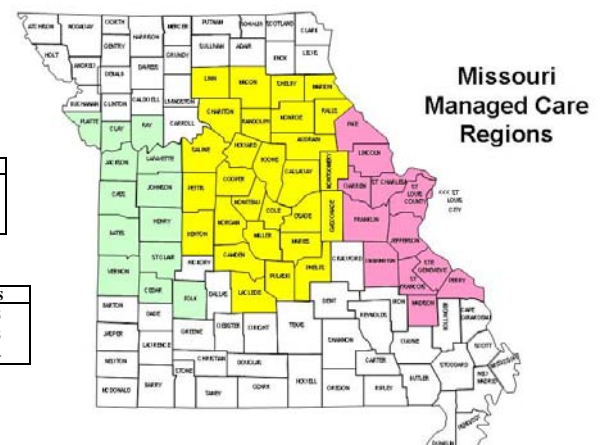 Missouri
Managed Care
Regions
ATCHISON
NODAWAY
WORTH
HARRISON
MERCER
PUTNAM
SCOTLAND
CLARK
HOLT
GENTRY
GRUNDY
SULLIVAN
ADAIR
KNOX
LEWIS
DEKALB
DAVIESS
LINN
MACON
SHELBY
MARION
BUCHANAN
CLINTON
CALDWELL
LIVINGSTON
CHARITON
RANDOLPH
MONROE
RALLS
PIKE
PLATTE
CLAY
RAY
CARROLL
SALINE
HOWARD
BOONE
AUDRAIN
CALLAWAY
MONTGOMERY
LINCOLN
WARREN
ST CHARLES
ST
LOUIS
COUNTY
<<< ST
LOUIS
CITY
JACKSON
LAFAYETTE
CASS
JOHNSON
PETTIS
COOPER
MONITEAU
COLE
OSAGE
GASCONADE
FRANKLIN
JEFFERSON
BATES
HENRY
BENTON
MORGAN
MILLER
MARIES
CAMDEN
VERNON
ST CLAIR
HICKORY
PULASKI
PHELPS
CRAWFORD
WASHINGTON
STE
GENEVIEVE
ST
FRANCOIS
PERRY
CEDAR
POLK
DALLAS
LACLEDE
DENT
IRON
MADISON
BOLLINGER
CAPE
GIRARDEAU
BARTON
DADE
GREENE
WEBSTER
WRIGHT
TEXAS
REYNOLDS
SHANNON
WAYNE
SCOTT
JASPER
LAWRENCE
CHRISTIAN
DOUGLAS
CARTER
STODDARD
NEWTON
STONE
HOWELL
BUTLER
NEW
MADRID
MISSISSIPPI
MCDONALD
BARRY
TANEY
OZARK
OREGON
RIPLEY
DUNKLIN